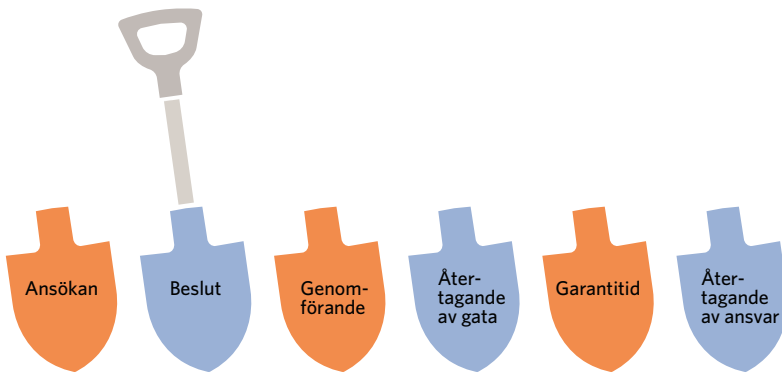 Ansökan
Beslut
Genom-
förande
Åter-
tagande
av gata
Garantitid
Åter-
tagande
av ansvar